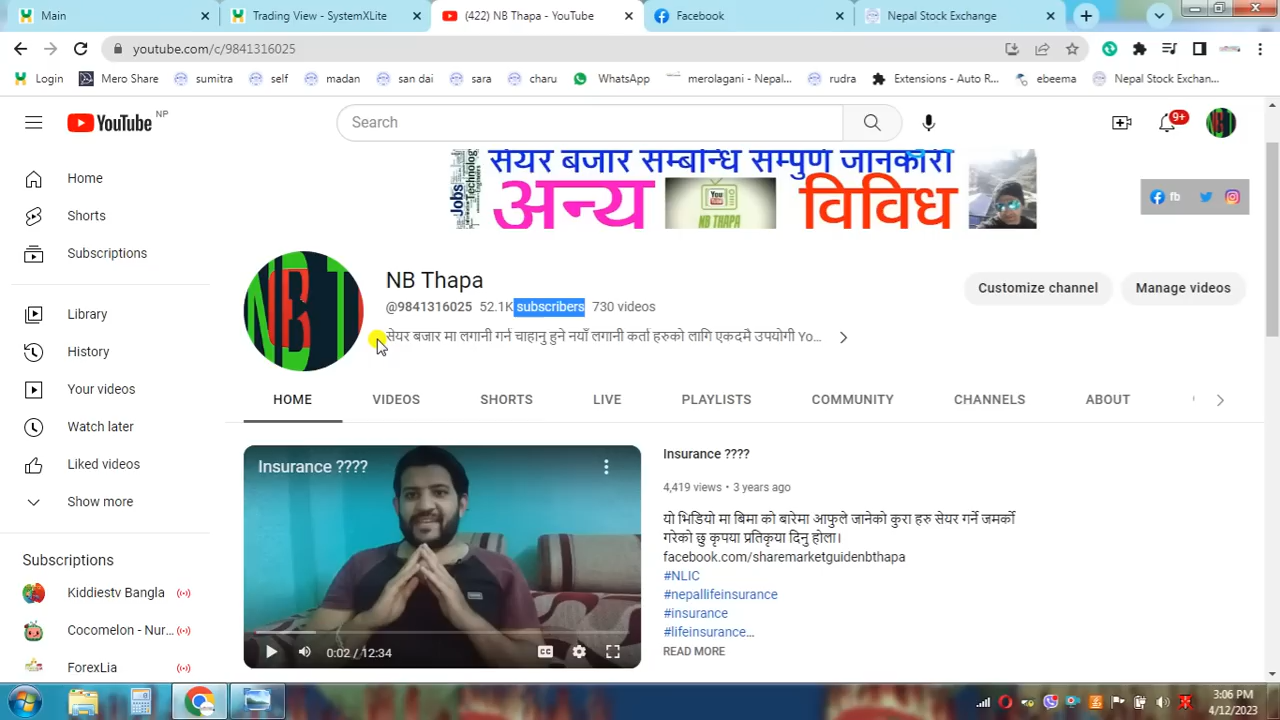 Main
Trading View - SystemXLite
(422) NB Thapa - YouTube
Facebook
Nepal Stock Exchange
youtube.com/c/9841316025
Login
Mero Share
sumitra
self
madan
san dai
sara
charu
WhatsApp
merolagani - Nepal...
rudra
Extensions - Auto R...
ebeema
Nepal Stock Exchan...
YouTube NP
Search
9+
Home
Shorts
Subscriptions
Library
History
Your videos
Watch later
Liked videos
Show more
Subscriptions
Kiddiestv Bangla
Cocomelon - Nur...
ForexLia
सेयर बजार सम्बन्धि सम्पुर्ण जानकारी
Jobs
Technolog
अन्य
You Tube
NB THAPA
विविध
fb
NB Thapa
@9841316025 52.1K subscribers 730 videos
सेयर बजार मा लगानी गर्न चाहानु हुने नयाँ लगानी कर्ता हरुको लागि एकदमै उपयोगी Yo...
Customize channel
Manage videos
HOME
VIDEOS
SHORTS
LIVE
PLAYLISTS
COMMUNITY
CHANNELS
ABOUT
Insurance ????
0:02 / 12:34
CC
Insurance ????
4,419 views • 3 years ago
यो भिडियो मा बिमा को बारेमा आफुले जानेको कुरा हरु सेयर गर्ने जमर्को
गरेको छु कृपया प्रतिकृया दिनु होला।
facebook.com/sharemarketguidenbthapa
#NLIC
#nepallifeinsurance
#insurance
#lifeinsurance...
READ MORE
3:06 PM
4/12/2023